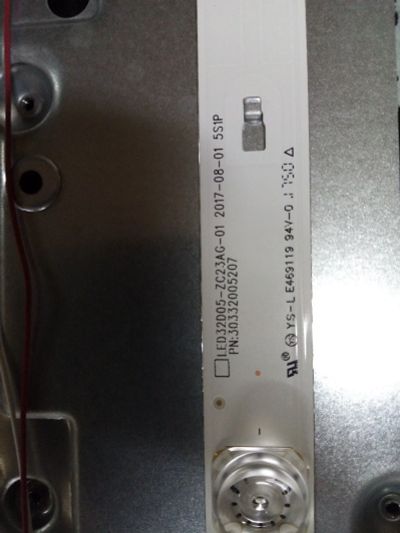 LED32D05-ZC23AG-01 2017-08-01 5S1P
PN:30332005207
YS-L E469119 94V-0